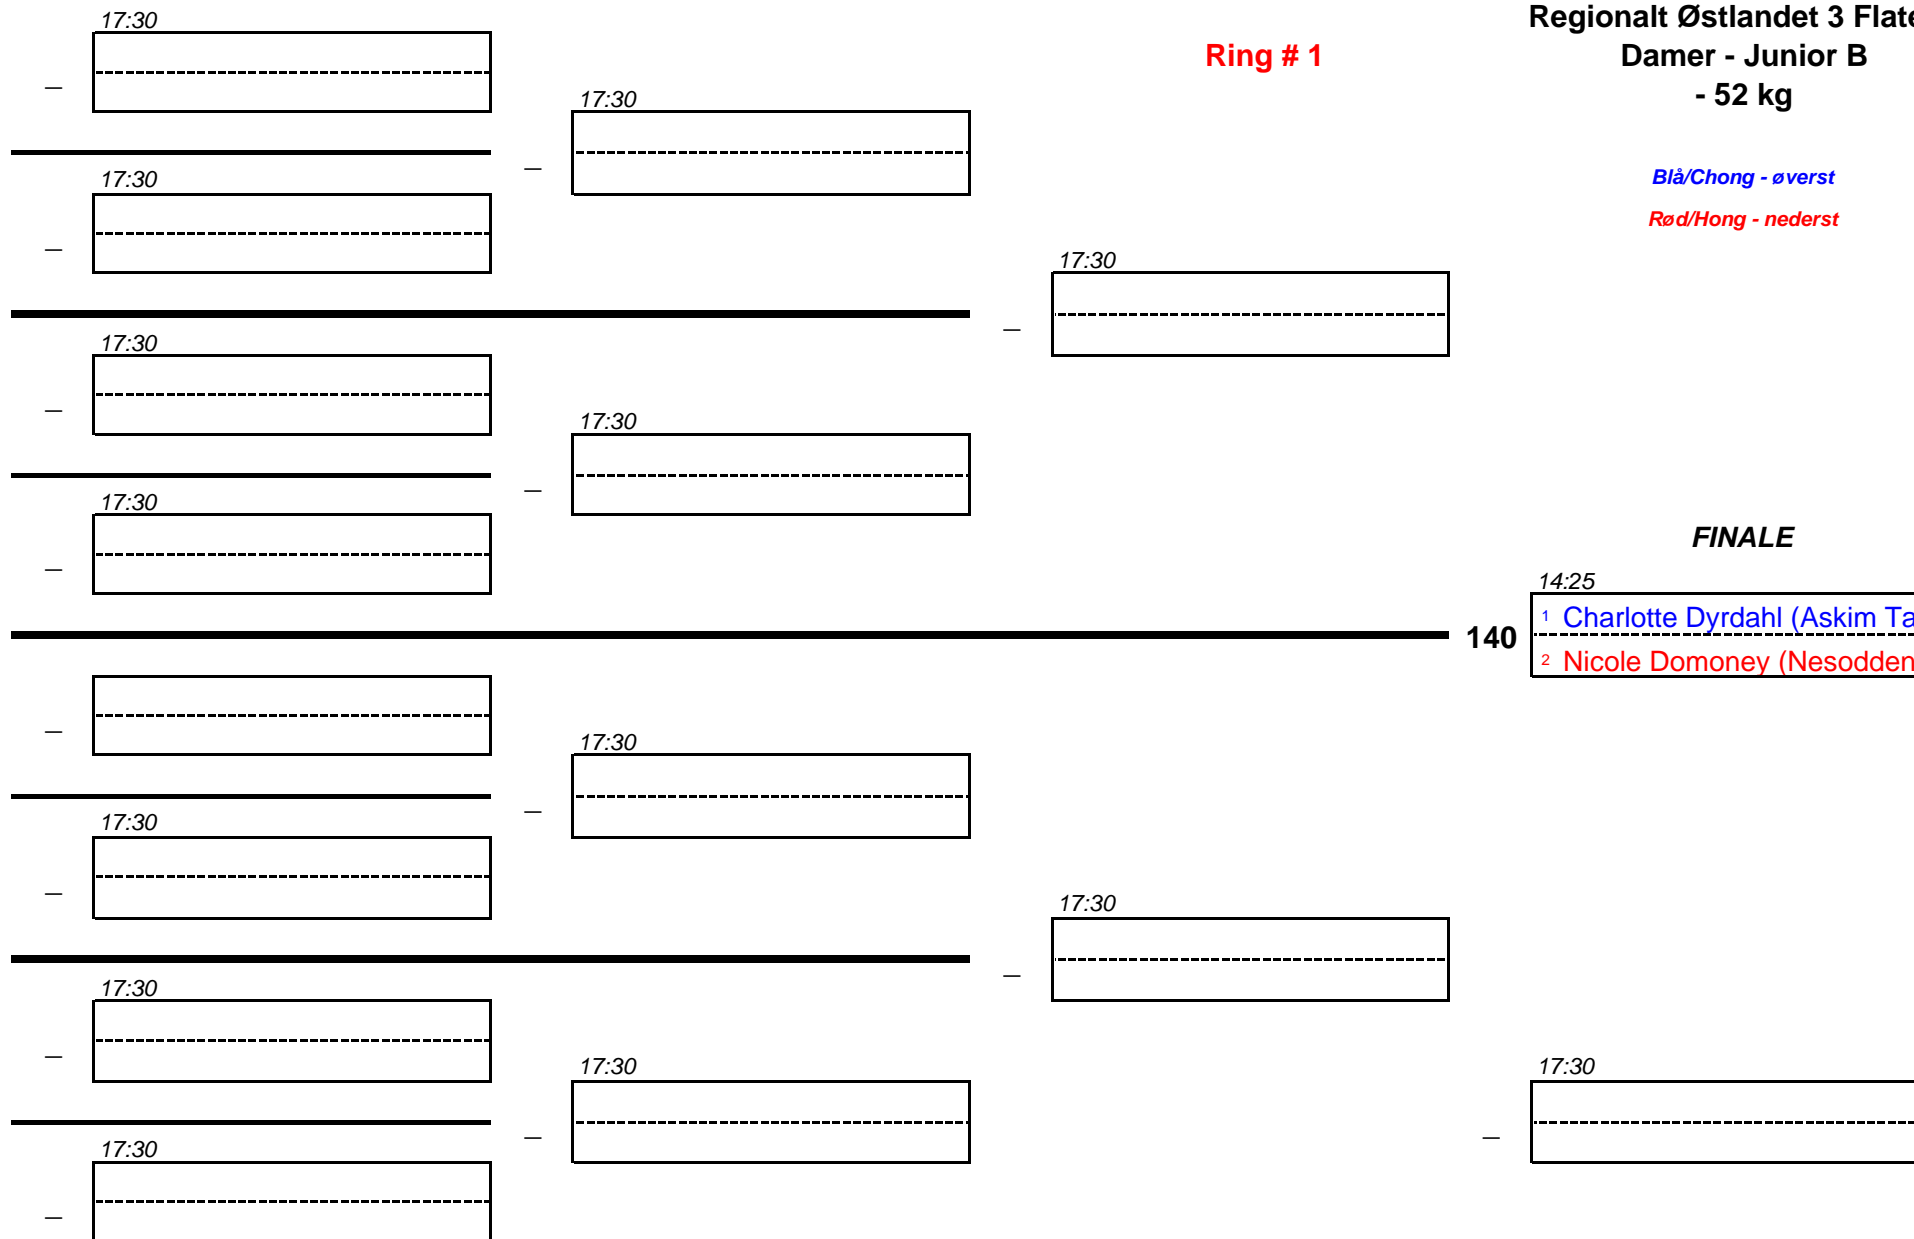 17:30
Regionalt Østlandet 3
Ring # 1
Damer - Junior B
- 52 kg
17:30
17:30
Blå/Chong - øverst
Rød/Hong - nederst
17:30
17:30
17:30
17:30
FINALE
14:25
1 Charlotte Dyrdahl (Askim
140
2 Nicole Domoney (Nesodden
17:30
17:30
17:30
17:30
17:30
17:30
17:30